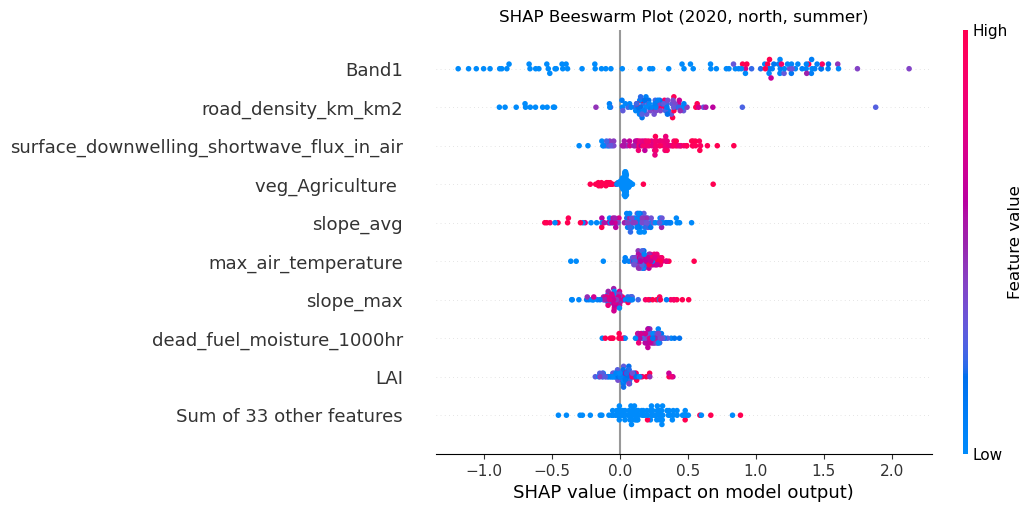 SHAP Beeswarm Plot (2020, north, summer)
High
Band1
road_density_km_km2
surface_downwelling_shortwave_flux_in_air
veg_Agriculture
slope_avg
max_air_temperature
slope_max
dead_fuel_moisture_1000hr
LAI
Sum of 33 other features
Feature value
Low
−1.0 −0.5 0.0 0.5 1.0 1.5 2.0
SHAP value (impact on model output)